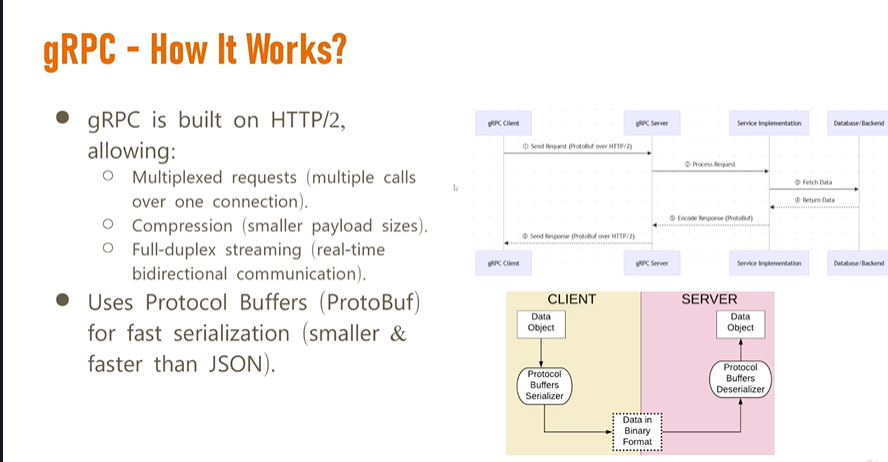 gRPC - How It Works?
● gRPC is built on HTTP/2,
allowing:
○ Multiplexed requests (multiple calls
over one connection).
○ Compression (smaller payload sizes).
○ Full-duplex streaming (real-time
bidirectional communication).
● Uses Protocol Buffers (ProtoBuf)
for fast serialization (smaller &
faster than JSON).
gRPC Client
gRPC Server
Service Implementation
Database/Backend
① Send Request (ProtoBuf over HTTP/2)
② Process Request
③ Fetch Data
④ Return Data
⑤ Encode Response (ProtoBuf)
⑥ Send Response (ProtoBuf over HTTP/2)
gRPC Client
gRPC Server
Service Implementation
Database/Backend
CLIENT
SERVER
Data
Object
Protocol
Buffers
Serializer
Data in
Binary
Format
Data
Object
Protocol
Buffers
Deserializer